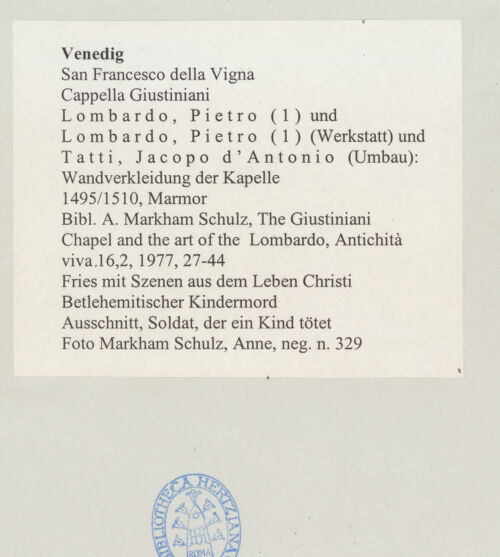 Venedig
San Francesco della Vigna
Cappella Giustiniani
Lombardo, Pietro (1) und
Lombardo, Pietro (1) (Werkstatt) und
Tatti, Jacopo d'Antonio (Umbau):
Wandverkleidung der Kapelle
1495/1510, Marmor
Bibl. A. Markham Schulz, The Giustiniani
Chapel and the art of the Lombardo, Antichità
viva.16,2, 1977, 27-44
Fries mit Szenen aus dem Leben Christi
Betlehemitischer Kindermord
Ausschnitt, Soldat, der ein Kind tötet
Foto Markham Schulz, Anne, neg. n. 329
BIBLIOTHECA HERTZIANA
ROMA